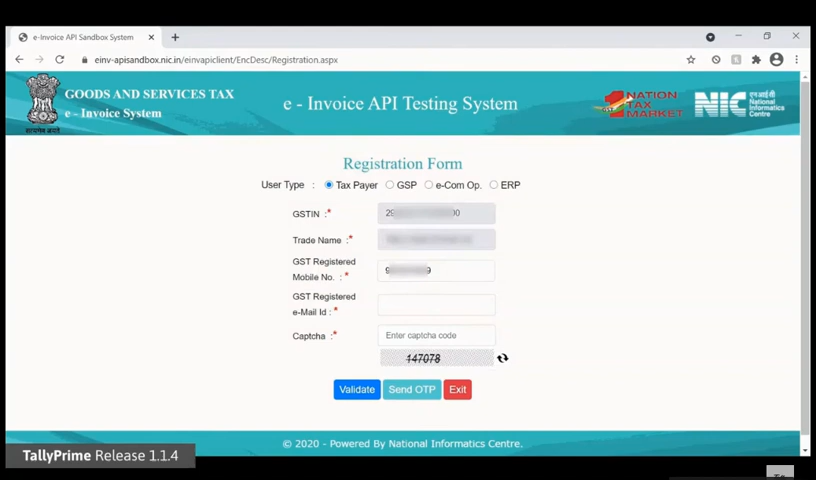 e-Invoice API Sandbox System
einv-apisandbox.nic.in/einvapiclient/EncDesc/Registration.aspx
GOODS AND SERVICES TAX
e - Invoice System
e - Invoice API Testing System
1 NATION
TAX
MARKET
NIC
एन आई सी
National
Informatics
Centre
Registration Form
User Type : Tax Payer GSP e-Com Op. ERP
GSTIN :*
Trade Name :*
GST Registered
Mobile No. : *
GST Registered
e-Mail Id : *
Captcha :* Enter captcha code
147078
Validate Send OTP Exit
© 2020 - Powered By National Informatics Centre.
TallyPrime Release 1.1.4